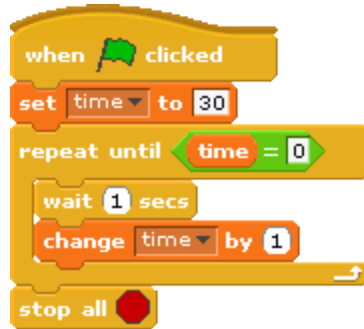 when clicked
set time to 30
repeat until time = 0
wait 1 secs
change time by 1
stop all